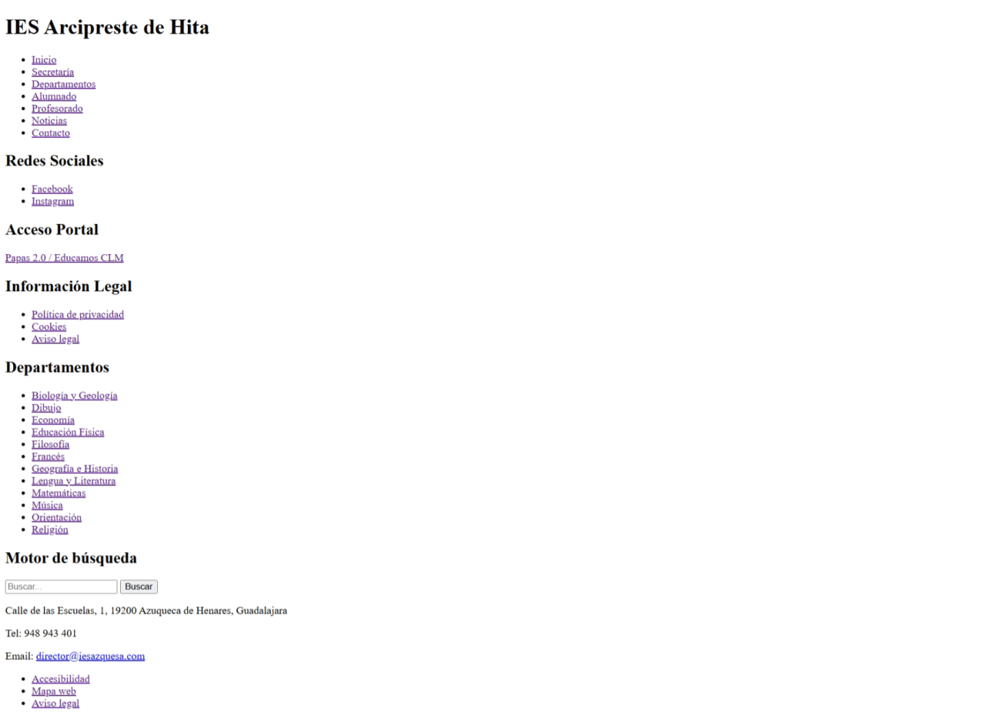 IES Arcipreste de Hita
Inicio
Secretaría
Departamentos
Alumnado
Profesorado
Noticias
Contacto
Redes Sociales
Facebook
Instagram
Acceso Portal
Papas 2.0 / Educamos CLM
Información Legal
Política de privacidad
Cookies
Aviso legal
Departamentos
Biología y Geología
Dibujo
Economía
Educación Física
Filosofía
Francés
Geografía e Historia
Lengua y Literatura
Matemáticas
Música
Orientación
Religión
Motor de búsqueda
Buscar... Buscar
Calle de las Escuelas, 1, 19200 Azuqueca de Henares, Guadalajara
Tel: 948 943 401
Email: director@iesazquesa.com
Accesibilidad
Mapa web
Aviso legal